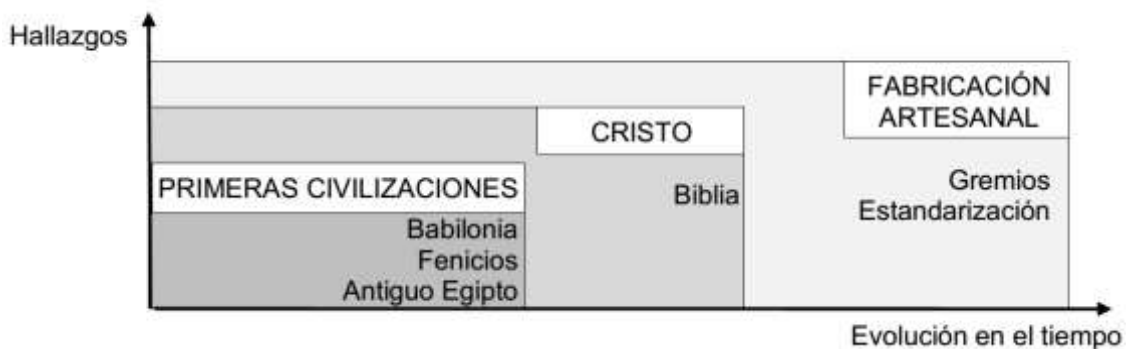 Hallazgos
FABRICACIÓN
ARTESANAL
CRISTO
PRIMERAS CIVILIZACIONES
Biblia
Gremios
Estandarización
Babilonia
Fenicios
Antiguo Egipto
Evolución en el tiempo